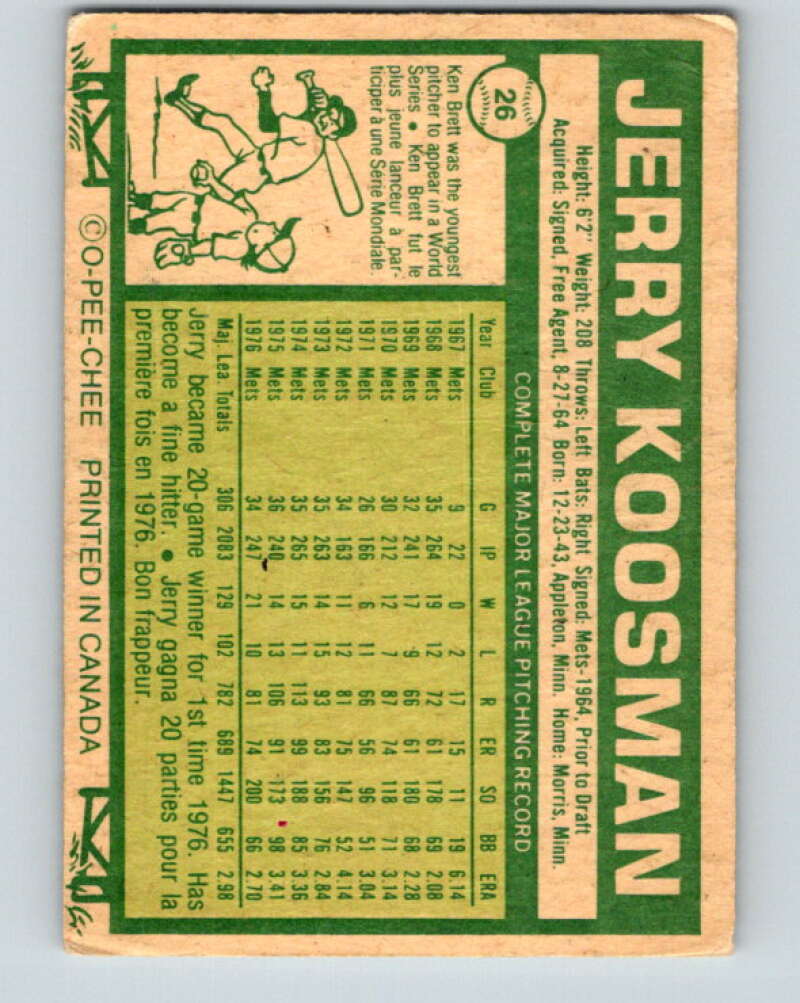 26
JERRY KOOSMAN
Height: 6'2" Weight: 208 Throws: Left Bats: Right Signed: Mets-1964, Prior to Draft
Acquired: Signed, Free Agent, 8-27-64 Born: 12-23-43, Appleton, Minn. Home: Morris, Minn.
Ken Brett was the youngest
pitcher to appear in a World
Series • Ken Brett fut le
plus jeune lanceur à par-
ticiper à une Série Mondiale.
COMPLETE MAJOR LEAGUE PITCHING RECORD
Year Club G IP W L R ER SO BB ERA
1967 Mets 9 22 0 2 17 15 11 19 6.14
1968 Mets 35 264 19 12 72 61 178 69 2.08
1969 Mets 32 241 17 9 66 61 180 68 2.28
1970 Mets 30 212 12 7 87 74 118 71 3.14
1971 Mets 26 166 6 11 66 56 96 51 3.04
1972 Mets 34 163 11 12 81 75 147 52 4.14
1973 Mets 35 263 14 15 93 83 156 76 2.84
1974 Mets 35 265 15 11 113 99 188 85 3.36
1975 Mets 36 240 14 13 106 91 173 98 3.41
1976 Mets 34 247 21 10 81 74 200 66 2.70
Maj. Lea. Totals 306 2083 129 102 782 689 1447 655 2.98
Jerry became 20-game winner for 1st time 1976. Has
become a fine hitter. • Jerry gagna 20 parties pour la
première fois en 1976. Bon frappeur.
© O-PEE-CHEE PRINTED IN CANADA